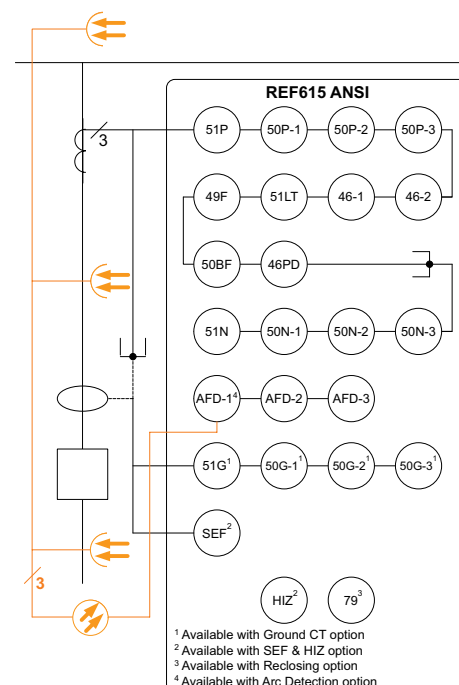 REF615 ANSI
3
51P 50P-1 50P-2 50P-3
49F 51LT 46-1 46-2
50BF 46PD
51N 50N-1 50N-2 50N-3
AFD-1⁴ AFD-2 AFD-3
51G¹ 50G-1¹ 50G-2¹ 50G-3¹
SEF²
3
HIZ² 79³
¹ Available with Ground CT option
² Available with SEF & HIZ option
³ Available with Reclosing option
⁴ Available with Arc Detection option